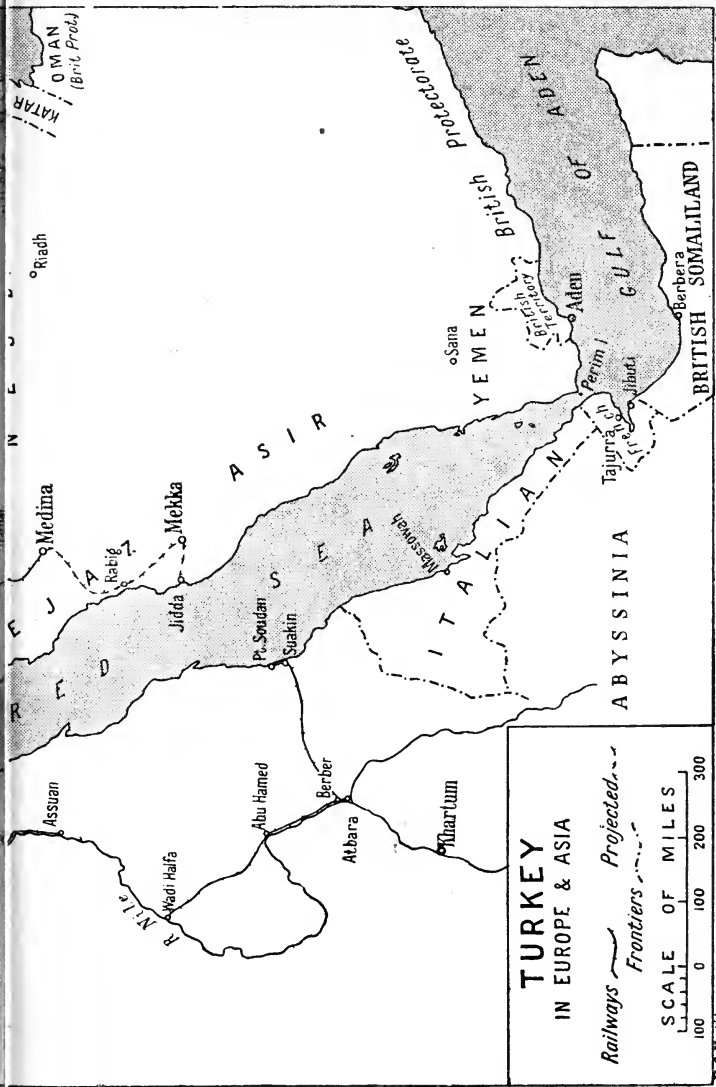 OMAN
(Brit Prot.)
KATAR
Riadh
N E
Medina
E J A Z
Rabig
Mekka
Jidda
A S I R
Sana
YEMEN
British Protectorate
British
Territory
Aden
Perim I
GULF OF ADEN
RED SEA
Pt. Soudan
Suakin
Massowah
ITALIAN
Tajurra
French
Jibuti
Berbera
BRITISH SOMALILAND
ABYSSINIA
Assuan
R Nile
Wadi Halfa
Abu Hamed
Berber
Atbara
Khartum
TURKEY
IN EUROPE & ASIA
Railways Projected
Frontiers
SCALE OF MILES
100 0 100 200 300